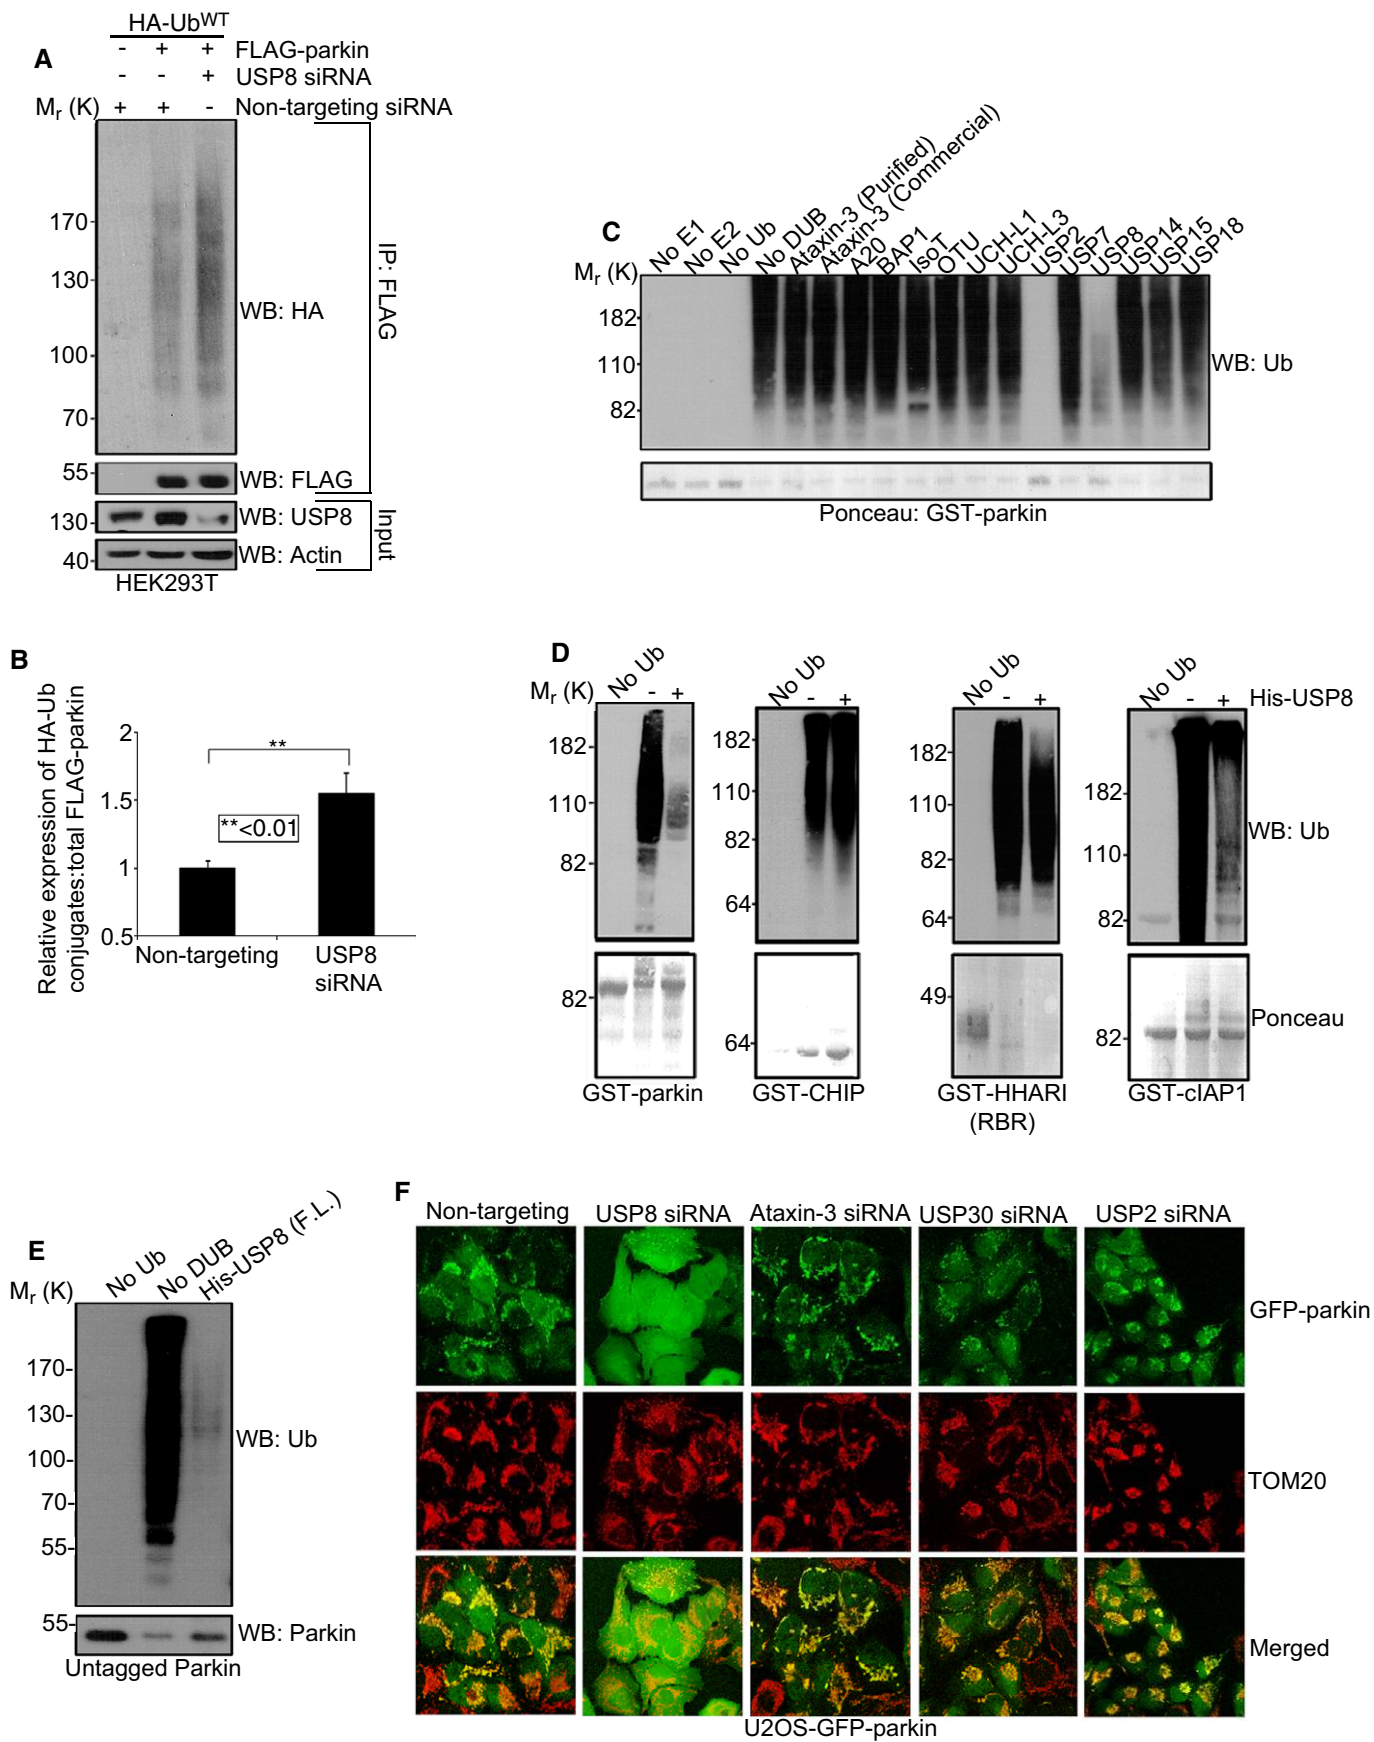 A
HA-UbWT
- + + FLAG-parkin
- - + USP8 siRNA
Mr (K) + + - Non-targeting siRNA
170
130
100
70
WB: HA
IP: FLAG
55
WB: FLAG
130
WB: USP8
Input
40
WB: Actin
HEK293T
B
Relative expression of HA-Ub
conjugates:total FLAG-parkin
2
1.5
1
0.5
**
**<0.01
Non-targeting
USP8
siRNA
C
Mr (K)
No E1
No E2
No Ub
No DUB
Ataxin-3 (Purified)
Ataxin-3 (Commercial)
A20
BAP1
IsoT
OTU
UCH-L1
UCH-L3
USP2
USP7
USP8
USP14
USP15
USP18
182
110
82
WB: Ub
Ponceau: GST-parkin
D
Mr (K)
No Ub - +
182
110
82
82
GST-parkin
No Ub - +
182
110
82
64
64
GST-CHIP
No Ub - +
182
110
82
64
49
GST-HHARI
(RBR)
No Ub - + His-USP8
182
110
82
WB: Ub
82
Ponceau
GST-cIAP1
E
Mr (K)
No Ub
No DUB
His-USP8 (F.L.)
170
130
100
70
55
WB: Ub
55
WB: Parkin
Untagged Parkin
F
Non-targeting USP8 siRNA Ataxin-3 siRNA USP30 siRNA USP2 siRNA
GFP-parkin
TOM20
Merged
U2OS-GFP-parkin